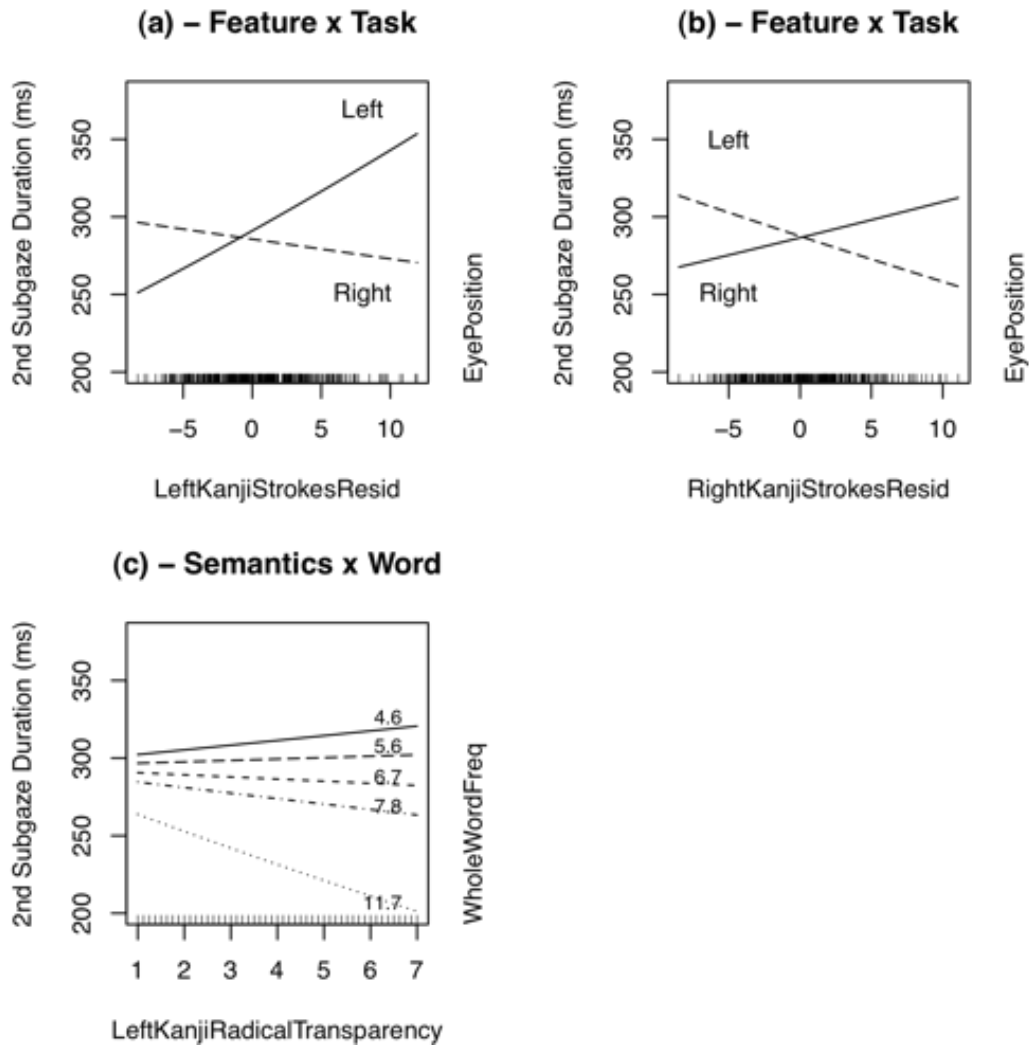 (a) – Feature x Task
2nd Subgaze Duration (ms)
350
300
250
200
Left
Right
−5 0 5 10
LeftKanjiStrokesResid
EyePosition
(b) – Feature x Task
2nd Subgaze Duration (ms)
350
300
250
200
Left
Right
−5 0 5 10
RightKanjiStrokesResid
EyePosition
(c) – Semantics x Word
2nd Subgaze Duration (ms)
350
300
250
200
4.6
5.6
6.7
7.8
11.7
1 2 3 4 5 6 7
LeftKanjiRadicalTransparency
WholeWordFreq